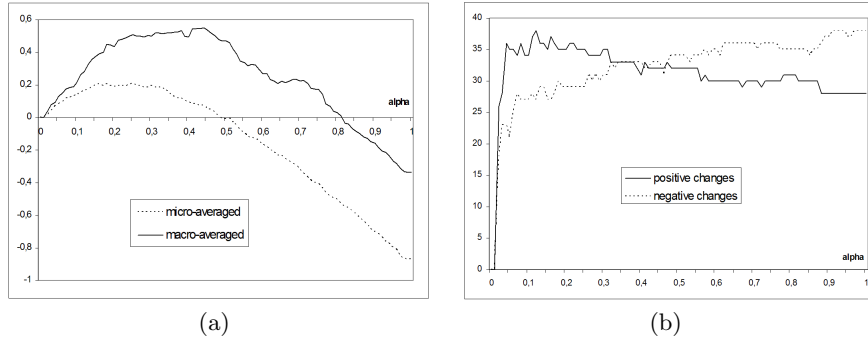 0,6
0,4
0,2
0
-0,2
-0,4
-0,6
-0,8
-1
alpha
0 0,1 0,2 0,3 0,4 0,5 0,6 0,7 0,8 0,9 1
micro-averaged
macro-averaged
(a)
40
35
30
25
20
15
10
5
0
positive changes
negative changes
alpha
0 0,1 0,2 0,3 0,4 0,5 0,6 0,7 0,8 0,9 1
(b)